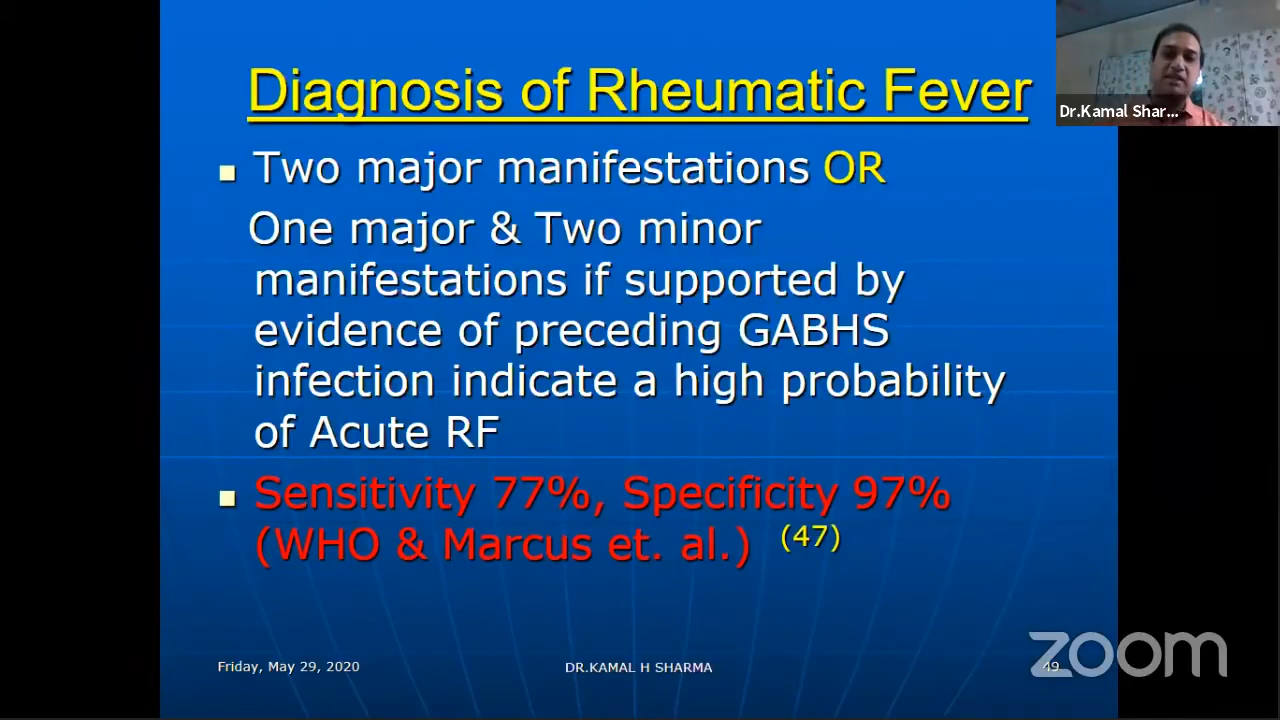 Diagnosis of Rheumatic Fever
Dr.Kamal Shar...
Two major manifestations OR
One major & Two minor
manifestations if supported by
evidence of preceding GABHS
infection indicate a high probability
of Acute RF
Sensitivity 77%, Specificity 97%
(WHO & Marcus et. al.) (47)
Friday, May 29, 2020
DR.KAMAL H SHARMA
49
zoom